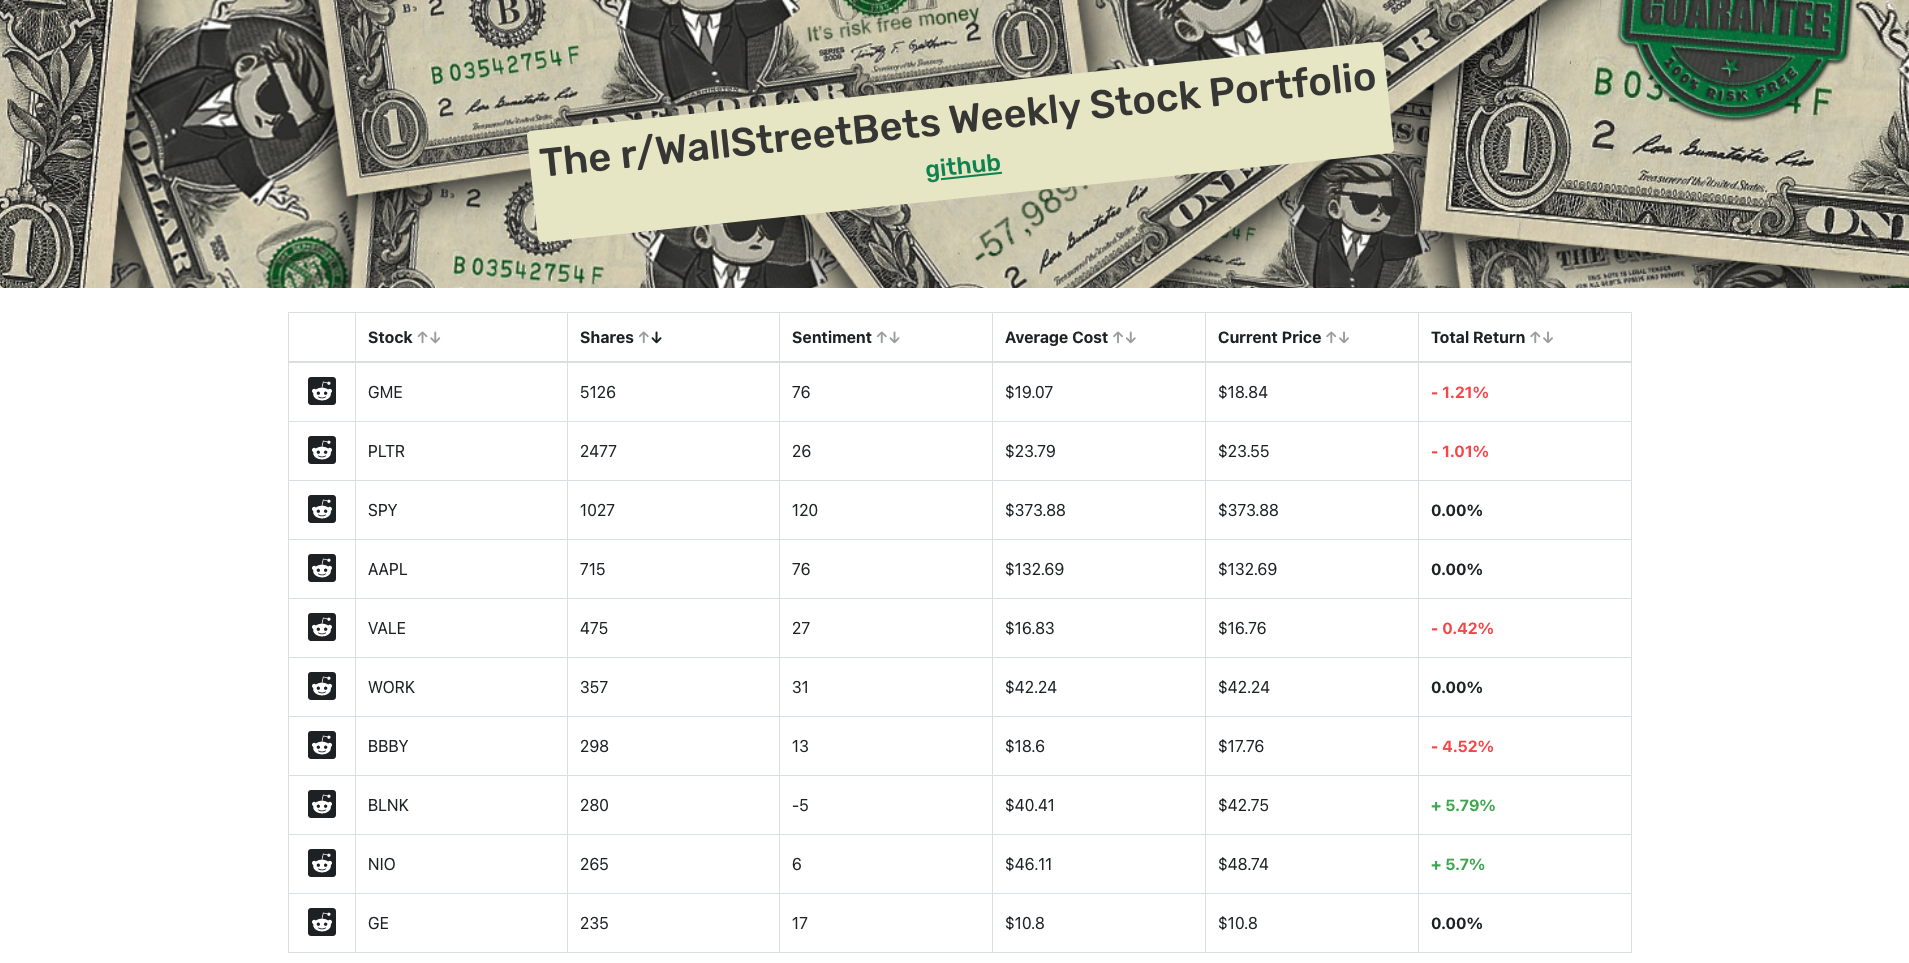 It's risk free money
GUARANTEE
100% RISK FREE
B 03542754 F
2
The r/WallStreetBets Weekly Stock Portfolio
github
-57,989
B 03542754 F
2
ONE
Stock Shares Sentiment Average Cost Current Price Total Return
GME 5126 76 $19.07 $18.84 - 1.21%
PLTR 2477 26 $23.79 $23.55 - 1.01%
SPY 1027 120 $373.88 $373.88 0.00%
AAPL 715 76 $132.69 $132.69 0.00%
VALE 475 27 $16.83 $16.76 - 0.42%
WORK 357 31 $42.24 $42.24 0.00%
BBBY 298 13 $18.6 $17.76 - 4.52%
BLNK 280 -5 $40.41 $42.75 + 5.79%
NIO 265 6 $46.11 $48.74 + 5.7%
GE 235 17 $10.8 $10.8 0.00%